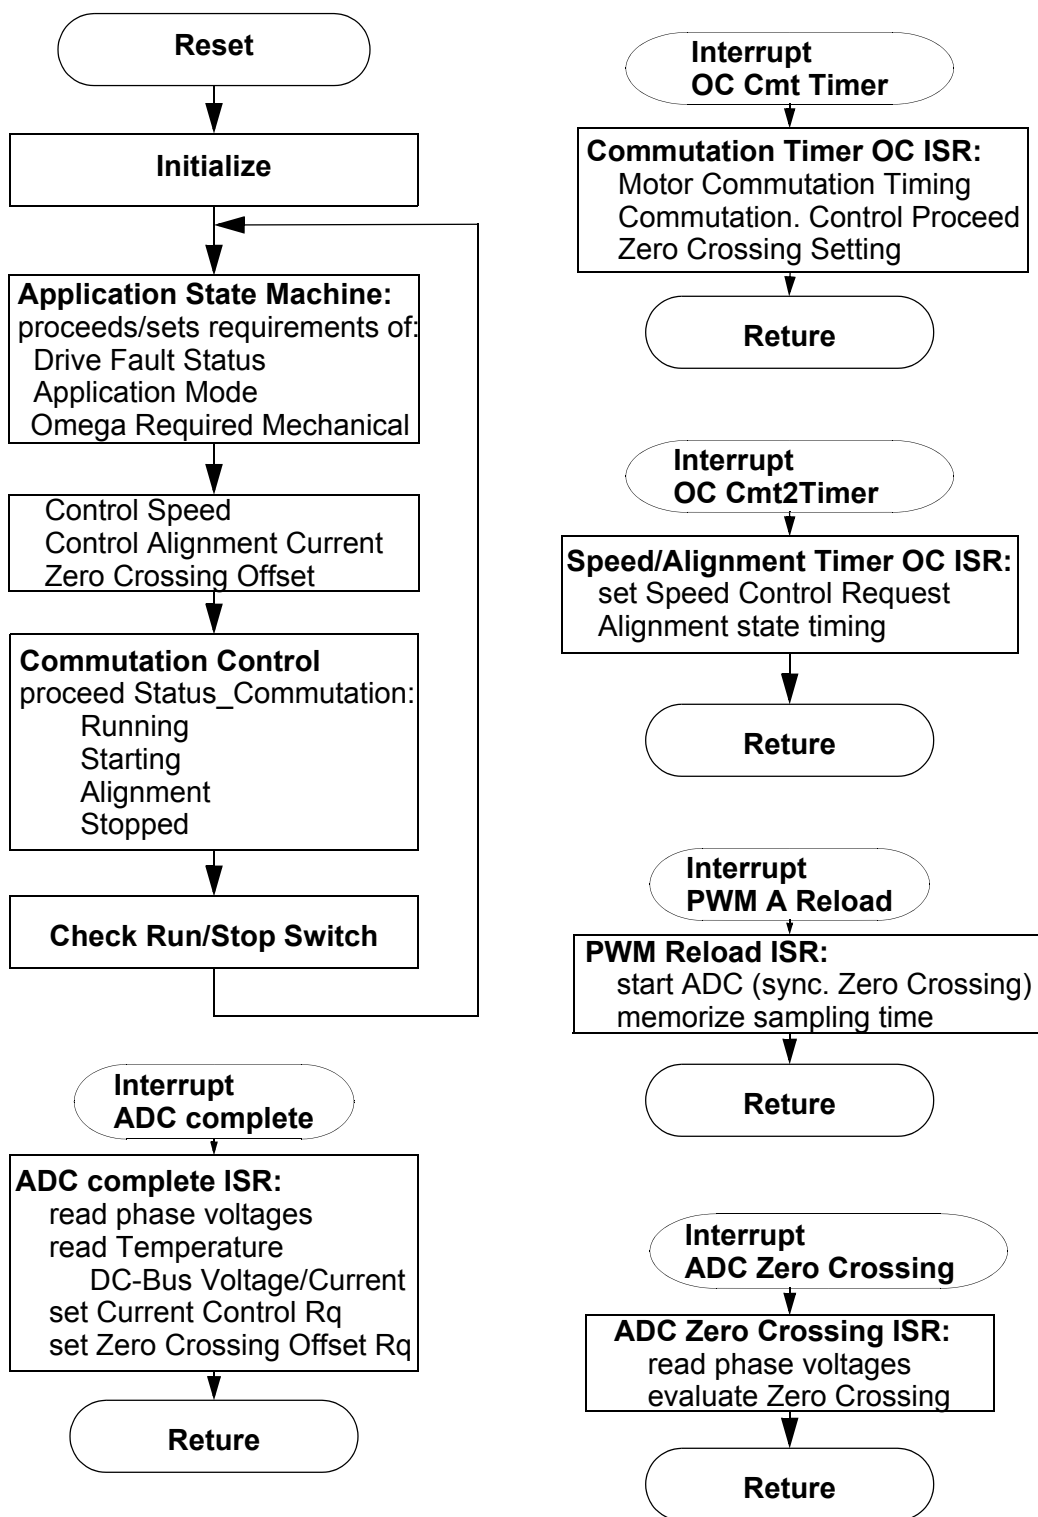 Reset
Initialize
Application State Machine:
proceeds/sets requirements of:
Drive Fault Status
Application Mode
Omega Required Mechanical
Control Speed
Control Alignment Current
Zero Crossing Offset
Commutation Control
proceed Status_Commutation:
Running
Starting
Alignment
Stopped
Check Run/Stop Switch
Interrupt
ADC complete
ADC complete ISR:
read phase voltages
read Temperature
DC-Bus Voltage/Current
set Current Control Rq
set Zero Crossing Offset Rq
Reture
Interrupt
OC Cmt Timer
Commutation Timer OC ISR:
Motor Commutation Timing
Commutation. Control Proceed
Zero Crossing Setting
Reture
Interrupt
OC Cmt2Timer
Speed/Alignment Timer OC ISR:
set Speed Control Request
Alignment state timing
Reture
Interrupt
PWM A Reload
PWM Reload ISR:
start ADC (sync. Zero Crossing)
memorize sampling time
Reture
Interrupt
ADC Zero Crossing
ADC Zero Crossing ISR:
read phase voltages
evaluate Zero Crossing
Reture